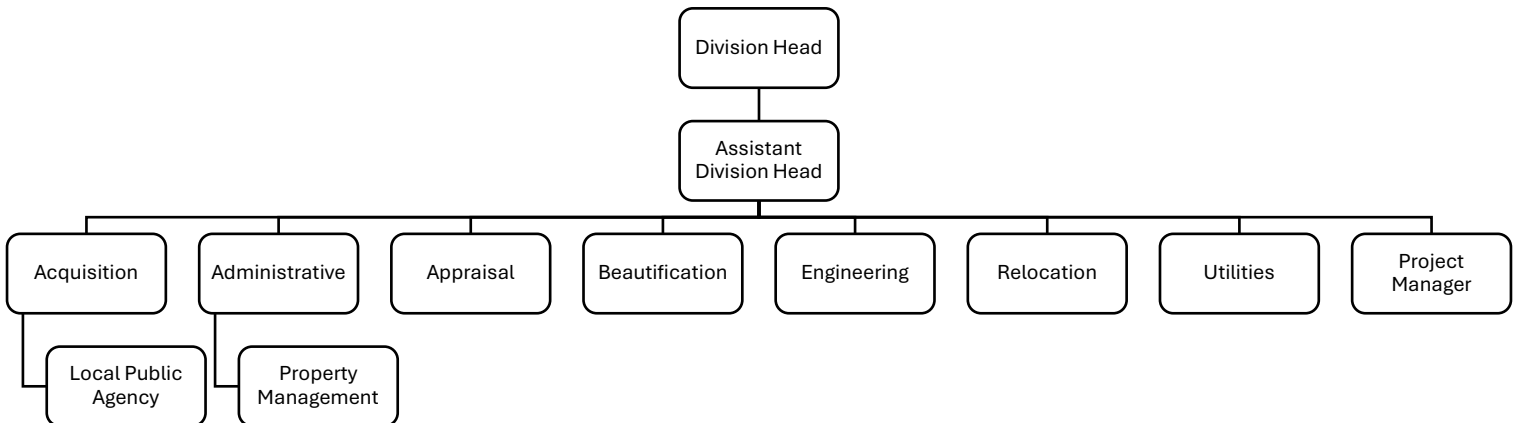 Division Head
Assistant
Division Head
Acquisition
Administrative
Appraisal
Beautification
Engineering
Relocation
Utilities
Project
Manager
Local Public
Agency
Property
Management